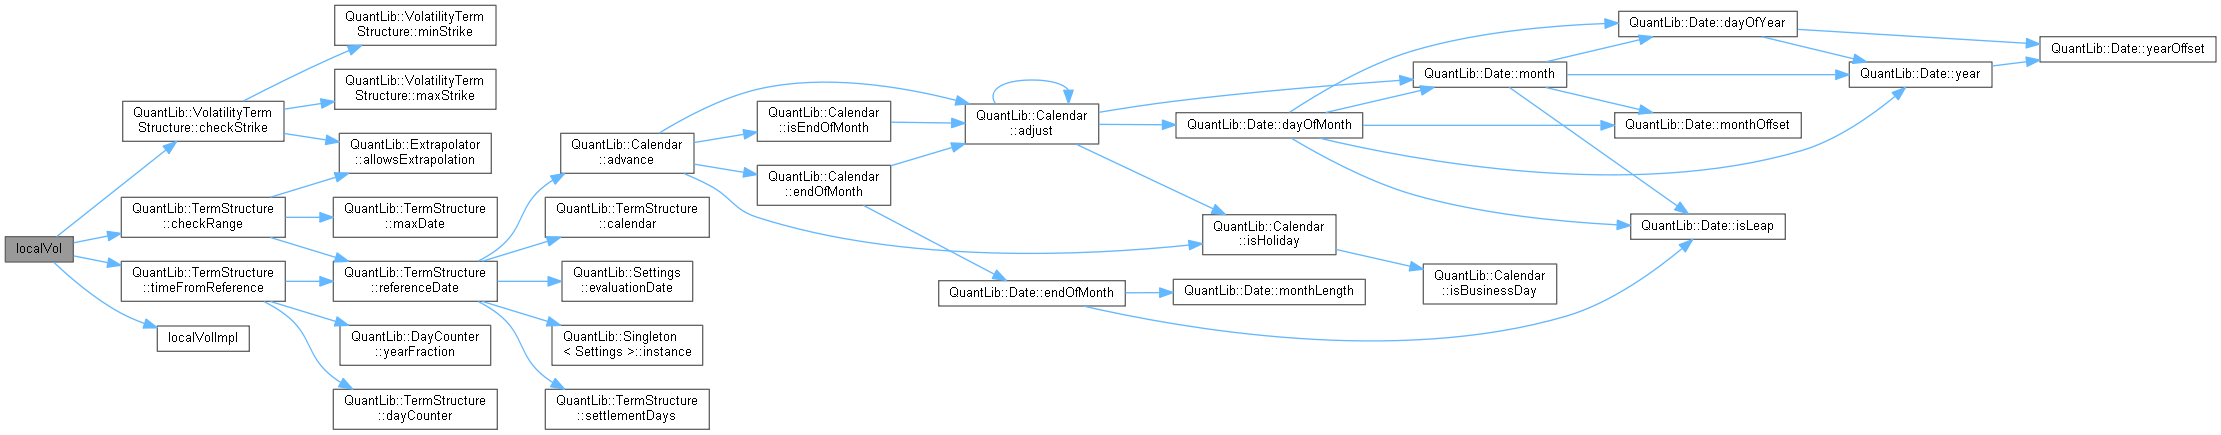 localVol
QuantLib::VolatilityTerm
Structure::checkStrike
QuantLib::TermStructure
::checkRange
QuantLib::TermStructure
::timeFromReference
localVolImpl
QuantLib::VolatilityTerm
Structure::minStrike
QuantLib::VolatilityTerm
Structure::maxStrike
QuantLib::Extrapolator
::allowsExtrapolation
QuantLib::TermStructure
::maxDate
QuantLib::TermStructure
::referenceDate
QuantLib::DayCounter
::yearFraction
QuantLib::TermStructure
::dayCounter
QuantLib::Calendar
::advance
QuantLib::TermStructure
::calendar
QuantLib::Settings
::evaluationDate
QuantLib::Singleton
< Settings >::instance
QuantLib::TermStructure
::settlementDays
QuantLib::Calendar
::isEndOfMonth
QuantLib::Calendar
::endOfMonth
QuantLib::Calendar
::adjust
QuantLib::Date::endOfMonth
QuantLib::Date::dayOfMonth
QuantLib::Calendar
::isHoliday
QuantLib::Date::monthLength
QuantLib::Date::month
QuantLib::Calendar
::isBusinessDay
QuantLib::Date::dayOfYear
QuantLib::Date::monthOffset
QuantLib::Date::isLeap
QuantLib::Date::year
QuantLib::Date::yearOffset